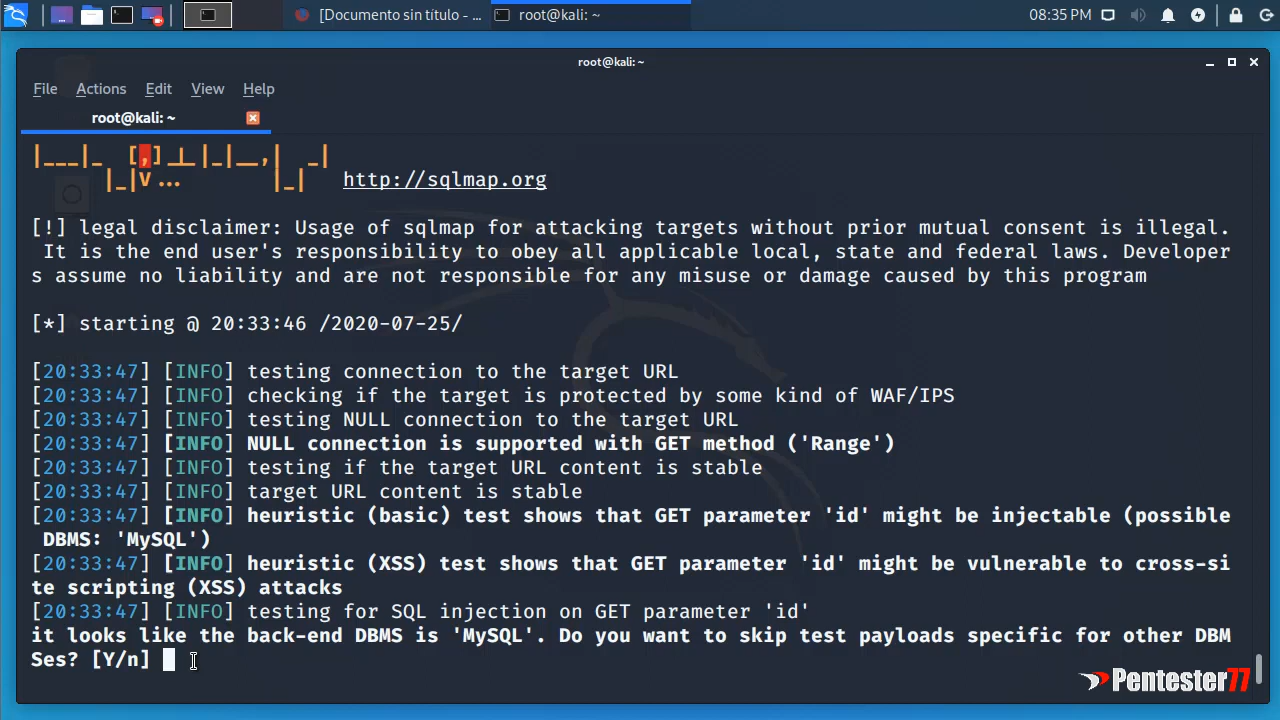 [Documento sin título - ...
root@kali: ~
08:35 PM
root@kali: ~
File Actions Edit View Help
root@kali: ~
|___|_ [,]
|_|__,| _|
|_|V...
|_|
http://sqlmap.org
[!] legal disclaimer: Usage of sqlmap for attacking targets without prior mutual consent is illegal.
It is the end user's responsibility to obey all applicable local, state and federal laws. Developer
s assume no liability and are not responsible for any misuse or damage caused by this program
[*] starting @ 20:33:46 /2020-07-25/
[20:33:47] [INFO] testing connection to the target URL
[20:33:47] [INFO] checking if the target is protected by some kind of WAF/IPS
[20:33:47] [INFO] testing NULL connection to the target URL
[20:33:47] [INFO] NULL connection is supported with GET method ('Range')
[20:33:47] [INFO] testing if the target URL content is stable
[20:33:47] [INFO] target URL content is stable
[20:33:47] [INFO] heuristic (basic) test shows that GET parameter 'id' might be injectable (possible
DBMS: 'MySQL')
[20:33:47] [INFO] heuristic (XSS) test shows that GET parameter 'id' might be vulnerable to cross-si
te scripting (XSS) attacks
[20:33:47] [INFO] testing for SQL injection on GET parameter 'id'
it looks like the back-end DBMS is 'MySQL'. Do you want to skip test payloads specific for other DBM
Ses? [Y/n]
Pentester77